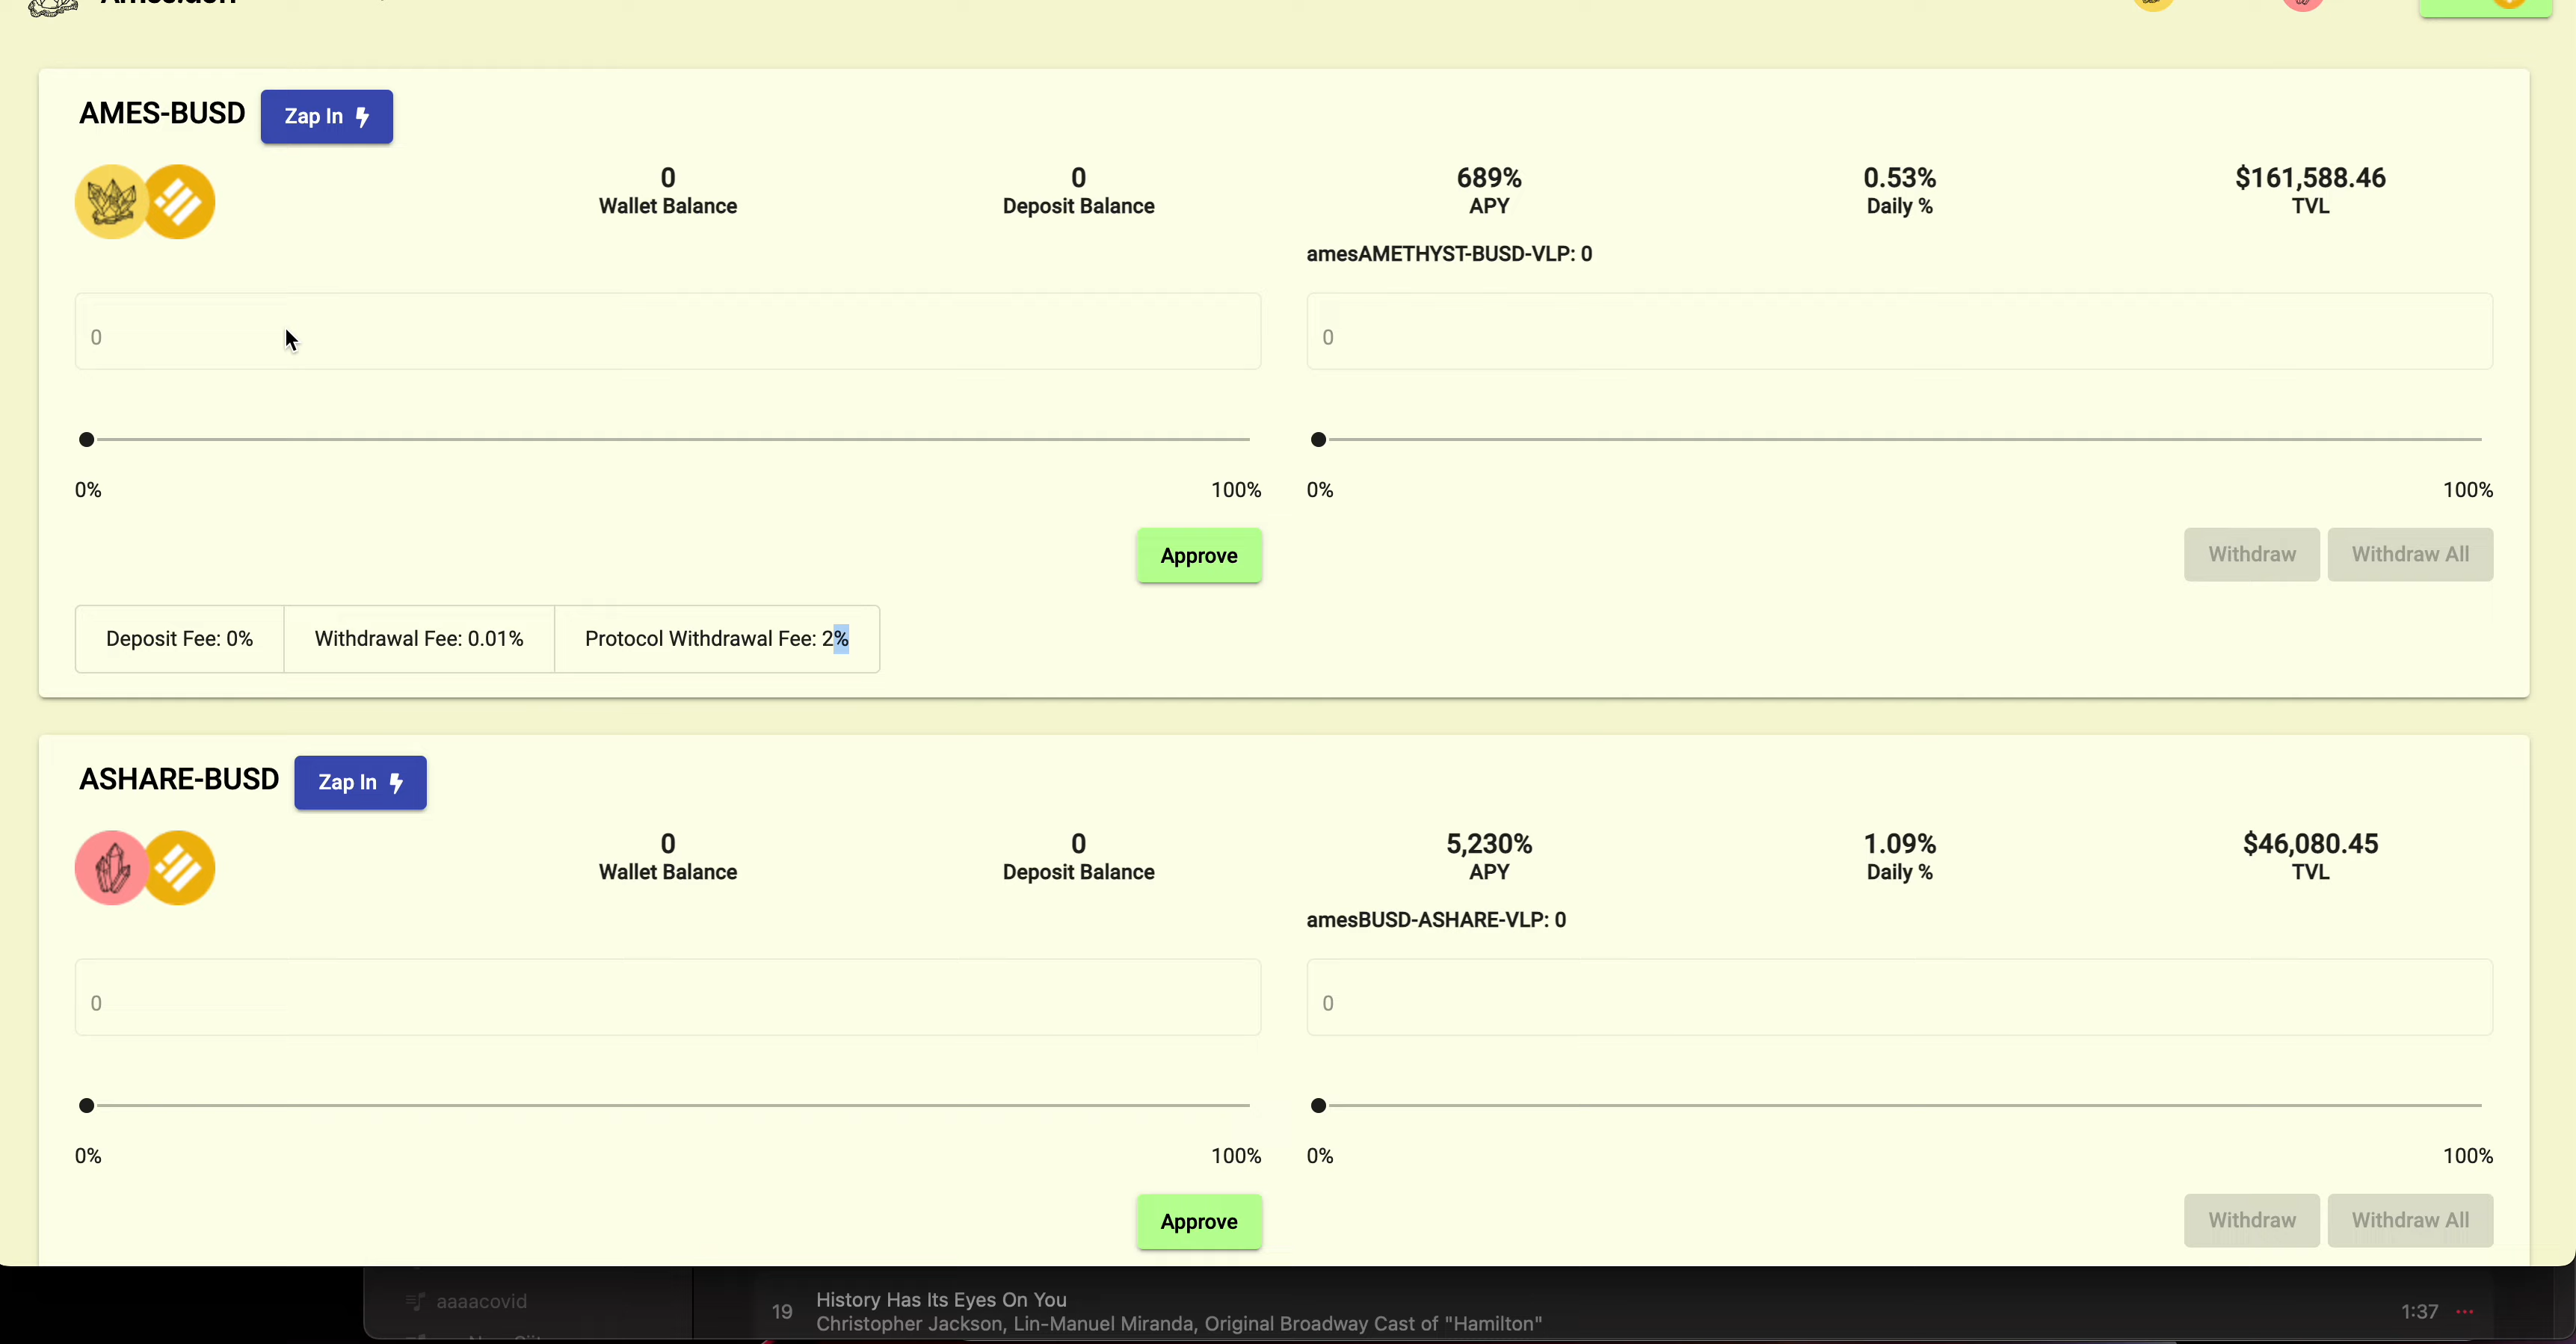 AMES-BUSD
Zap In
0
Wallet Balance
0
Deposit Balance
689%
APY
0.53%
Daily %
$161,588.46
TVL
amesAMETHYST-BUSD-VLP: 0
0
0
0%
100%
0%
100%
Approve
Withdraw
Withdraw All
Deposit Fee: 0%
Withdrawal Fee: 0.01%
Protocol Withdrawal Fee: 2%
ASHARE-BUSD
Zap In
0
Wallet Balance
0
Deposit Balance
5,230%
APY
1.09%
Daily %
$46,080.45
TVL
amesBUSD-ASHARE-VLP: 0
0
0
0%
100%
0%
100%
Approve
Withdraw
Withdraw All
aaaacovid
19
History Has Its Eyes On You
Christopher Jackson, Lin-Manuel Miranda, Original Broadway Cast of "Hamilton"
1:37